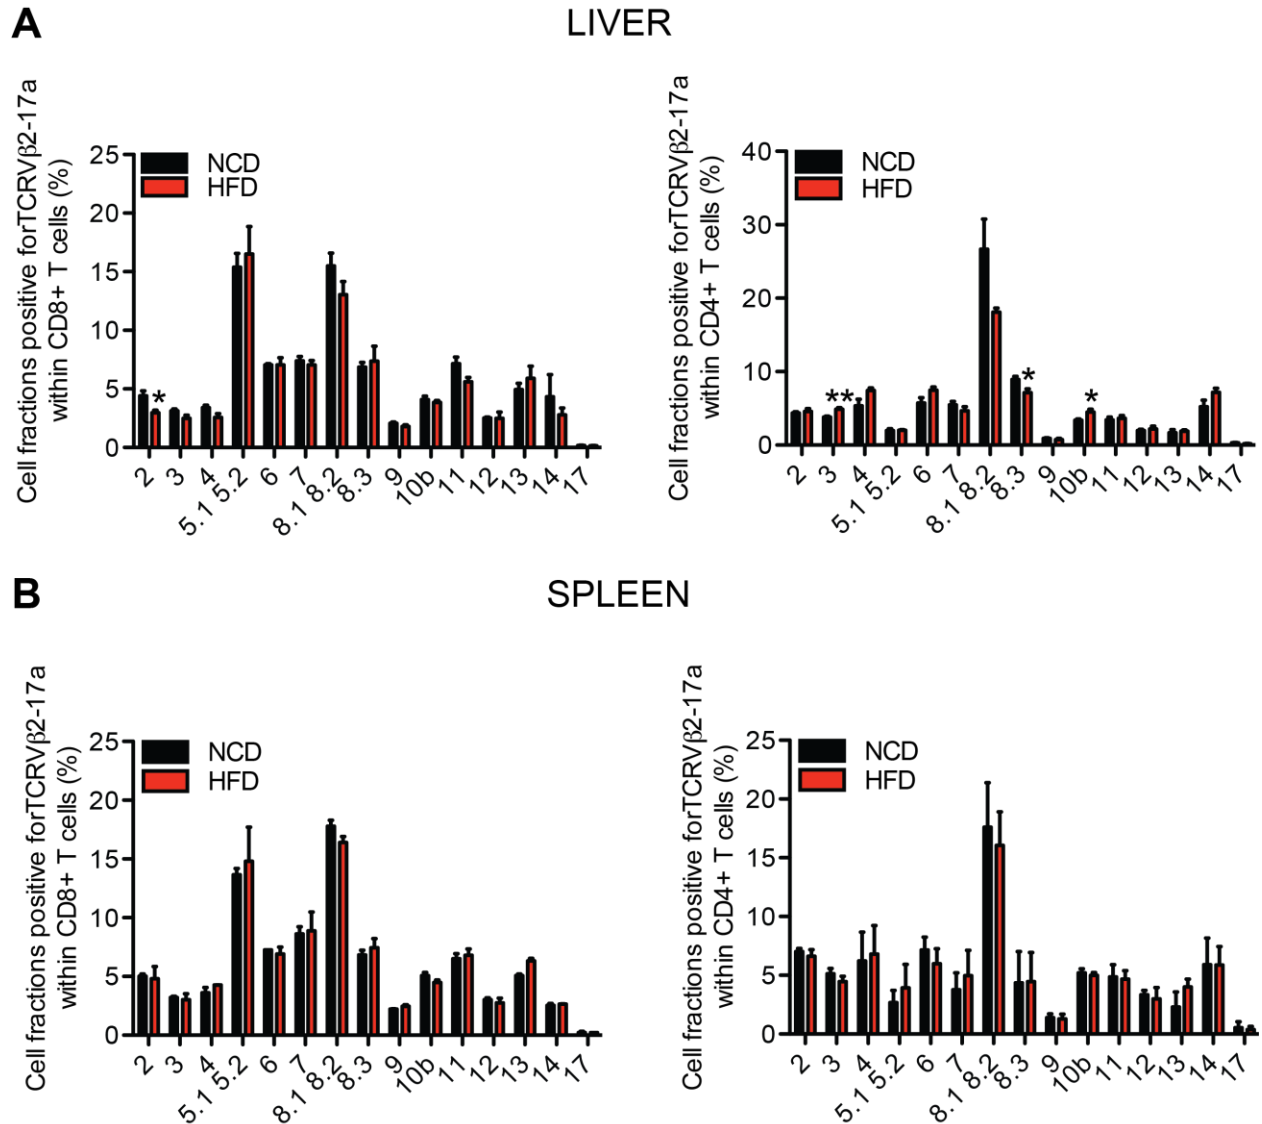 A
LIVER
Cell fractions positive forTCRVβ2-17a
within CD8+ T cells (%)
25
20
15
10
5
0
NCD
HFD
*
2 3 4 5.1 5.2 6 7 8.1 8.2 8.3 9 10b 11 12 13 14 17
Cell fractions positive forTCRVβ2-17a
within CD4+ T cells (%)
40
30
20
10
0
NCD
HFD
** * *
2 3 4 5.1 5.2 6 7 8.1 8.2 8.3 9 10b 11 12 13 14 17
B
SPLEEN
Cell fractions positive forTCRVβ2-17a
within CD8+ T cells (%)
25
20
15
10
5
0
NCD
HFD
2 3 4 5.1 5.2 6 7 8.1 8.2 8.3 9 10b 11 12 13 14 17
Cell fractions positive forTCRVβ2-17a
within CD4+ T cells (%)
25
20
15
10
5
0
NCD
HFD
2 3 4 5.1 5.2 6 7 8.1 8.2 8.3 9 10b 11 12 13 14 17